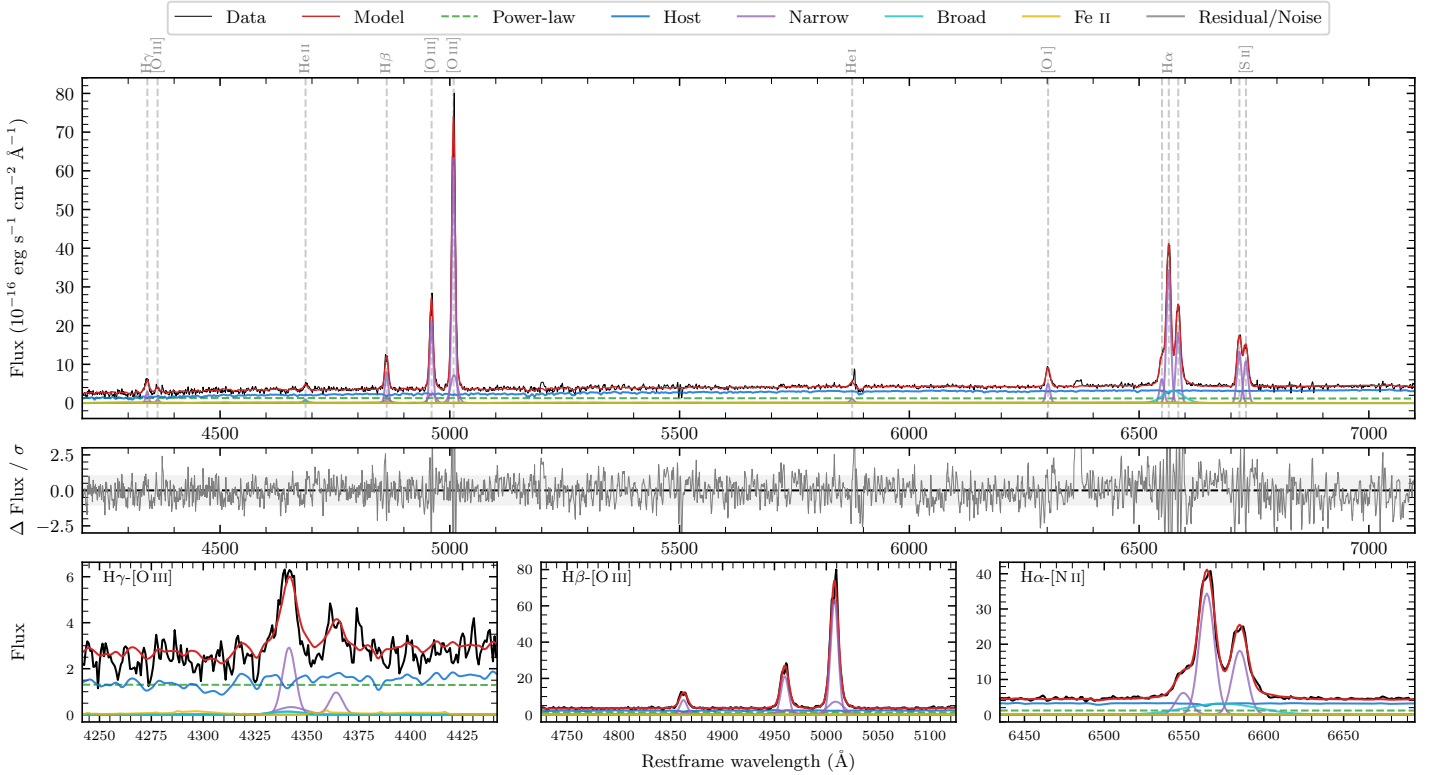 Data Model Power-law Host Narrow Broad Fe II Residual/Noise
Hγ [O III] He II Hβ [O III] [O III] He I [O I] Hα [S II]
Flux (10⁻¹⁶ erg s⁻¹ cm⁻² Å⁻¹)
80
70
60
50
40
30
20
10
0
4500 5000 5500 6000 6500 7000
Δ Flux / σ
2.5
0.0
−2.5
4500 5000 5500 6000 6500 7000
Flux
Hγ-[O III]
6
4
2
0
4250 4275 4300 4325 4350 4375 4400 4425
Hβ-[O III]
80
60
40
20
0
4750 4800 4850 4900 4950 5000 5050 5100
Hα-[N II]
40
30
20
10
0
6450 6500 6550 6600 6650
Restframe wavelength (Å)